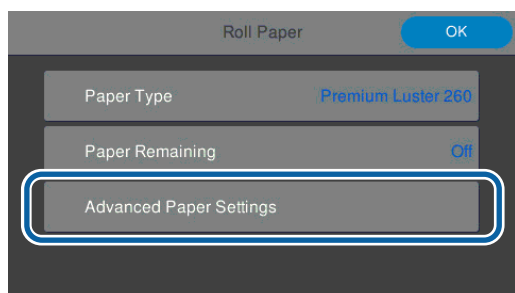 Roll Paper OK
Paper Type Premium Luster 260
Paper Remaining Off
Advanced Paper Settings